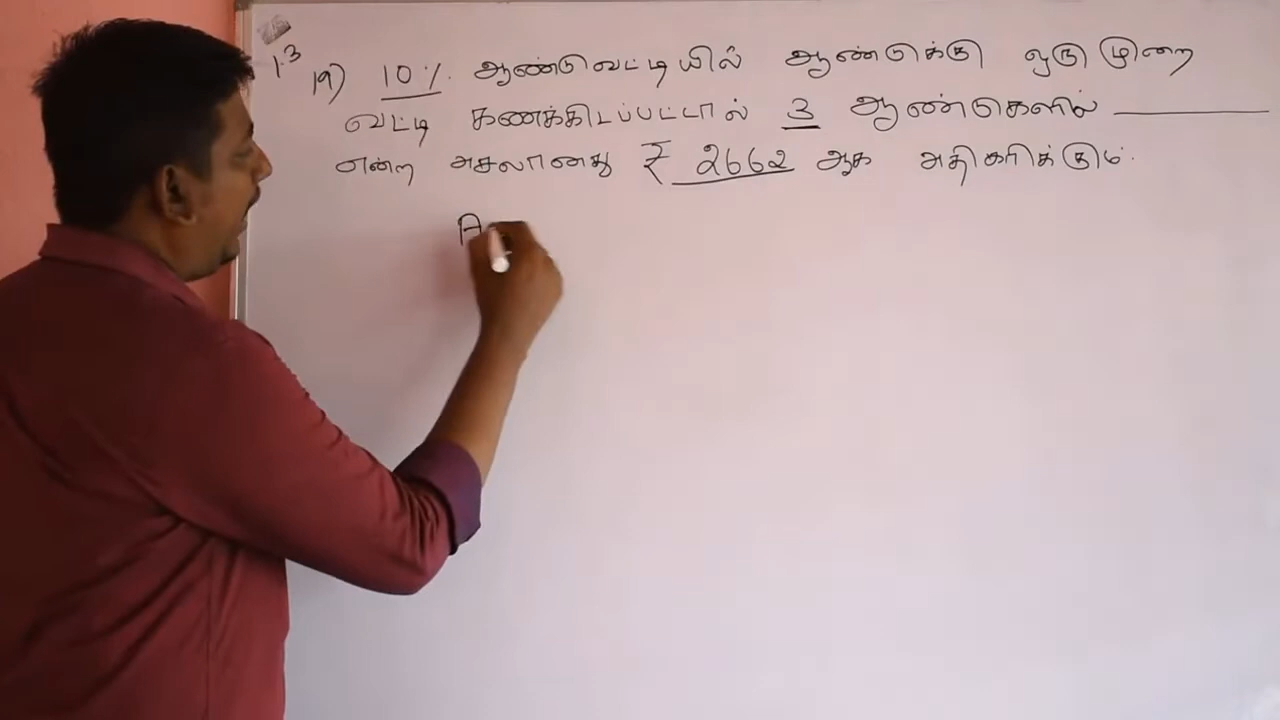 1.3
19) 10%. ஆண்டுவட்டியில் ஆண்டுக்கு ஒருமுறை
வட்டி கணக்கிடப்பட்டால் 3 ஆண்டுகளில் ______
என்ற அசலானது ₹ 2662 ஆக அதிகரிக்கும்.
A